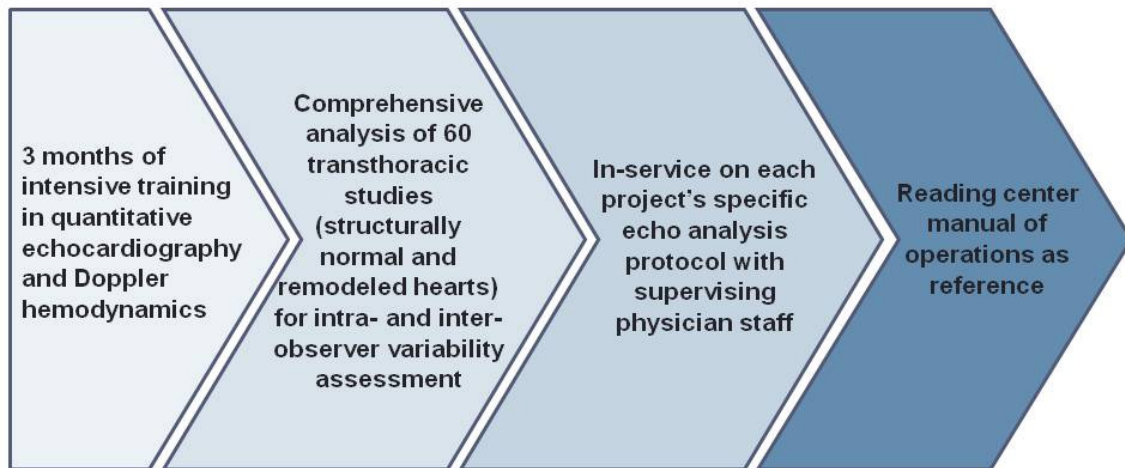 3 months of
intensive training
in quantitative
echocardiography
and Doppler
hemodynamics
Comprehensive
analysis of 60
transthoracic
studies
(structurally
normal and
remodeled hearts)
for intra- and inter-
observer variability
assessment
In-service on each
project's specific
echo analysis
protocol with
supervising
physician staff
Reading center
manual of
operations as
reference